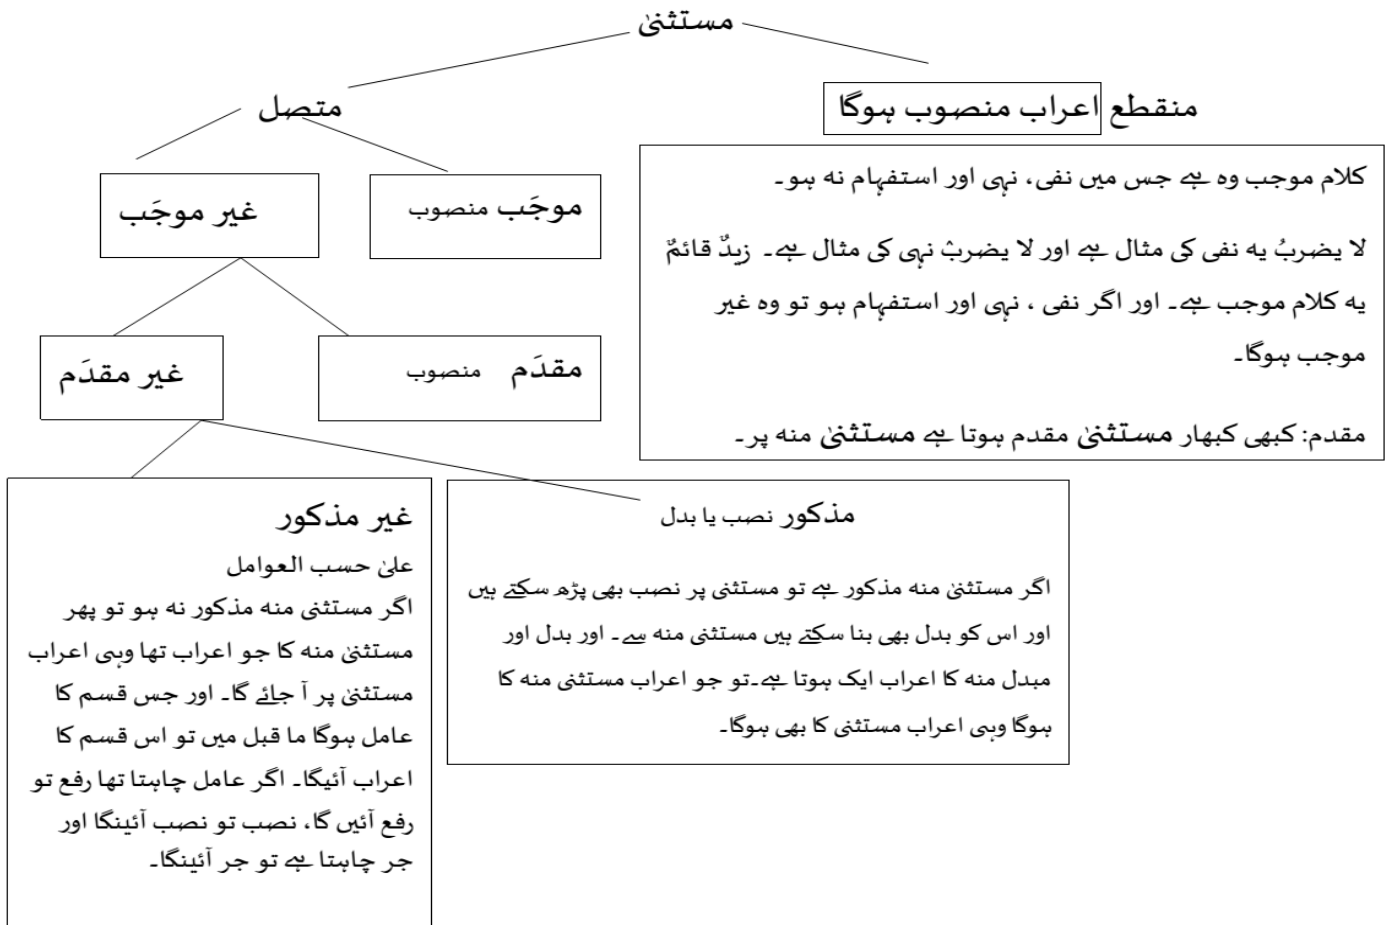 مستثنیٰ
منقطع اعراب منصوب ہوگا
متصل
کلام موجب وہ ہے جس میں نفی، نہی اور استفہام نہ ہو۔
لا یضربُ یہ نفی کی مثال ہے اور لا یضربْ نہی کی مثال ہے۔ زیدٌ قائمٌ
یہ کلام موجب ہے۔ اور اگر نفی ، نہی اور استفہام ہو تو وہ غیر
موجب ہوگا۔
مقدم: کبھی کبھار مستثنیٰ مقدم ہوتا ہے مستثنیٰ منہ پر۔
موجَب منصوب
غیر موجَب
مقدَم منصوب
غیر مقدَم
مذکور نصب یا بدل
اگر مستثنیٰ منہ مذکور ہے تو مستثنی پر نصب بھی پڑھ سکتے ہیں
اور اس کو بدل بھی بنا سکتے ہیں مستثنی منہ سے۔ اور بدل اور
مبدل منہ کا اعراب ایک ہوتا ہے۔تو جو اعراب مستثنی منہ کا
ہوگا وہی اعراب مستثنی کا بھی ہوگا۔
غیر مذکور
علیٰ حسب العوامل
اگر مستثنی منہ مذکور نہ ہو تو پھر
مستثنیٰ منہ کا جو اعراب تھا وہی اعراب
مستثنیٰ پر آ جائے گا۔ اور جس قسم کا
عامل ہوگا ما قبل میں تو اس قسم کا
اعراب آئیگا۔ اگر عامل چاہتا تھا رفع تو
رفع آئیں گا، نصب تو نصب آئینگا اور
جر چاہتا ہے تو جر آئینگا۔